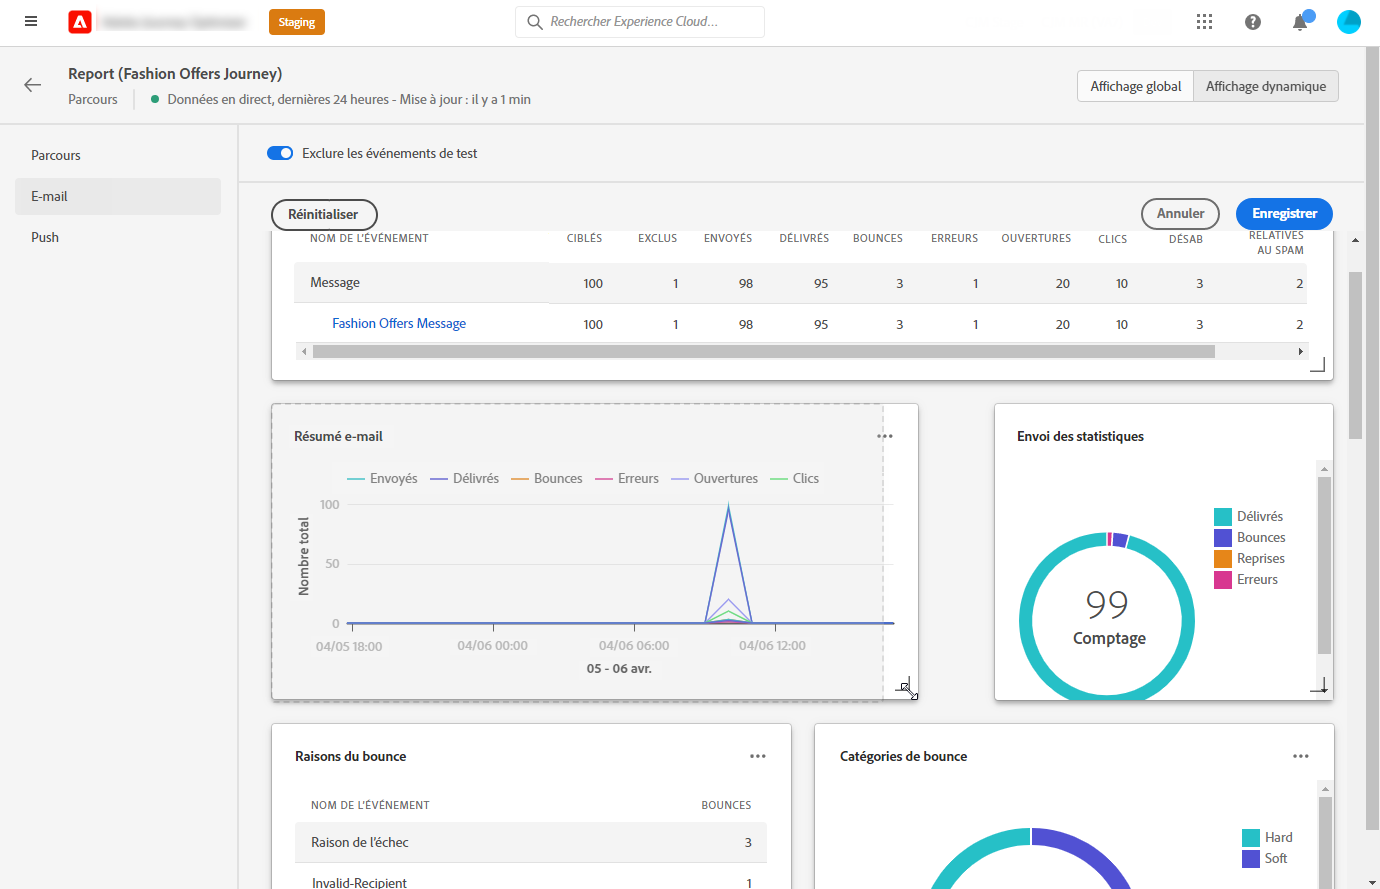 Staging
Rechercher Experience Cloud...
Report (Fashion Offers Journey)
Parcours
Données en direct, dernières 24 heures - Mise à jour : il y a 1 min
Affichage global
Affichage dynamique
Parcours
E-mail
Push
Exclure les événements de test
Réinitialiser
Annuler
Enregistrer
NOM DE L'ÉVÉNEMENT CIBLÉS EXCLUS ENVOYÉS DÉLIVRÉS BOUNCES ERREURS OUVERTURES CLICS DÉSAB RELATIVES
AU SPAM
Message 100 1 98 95 3 1 20 10 3 2
Fashion Offers Message 100 1 98 95 3 1 20 10 3 2
Résumé e-mail
Envoyés Délivrés Bounces Erreurs Ouvertures Clics
Nombre total
100
50
0
04/05 18:00 04/06 00:00 04/06 06:00 04/06 12:00
05 - 06 avr.
Envoi des statistiques
99
Comptage
Délivrés
Bounces
Reprises
Erreurs
Raisons du bounce
NOM DE L'ÉVÉNEMENT BOUNCES
Raison de l'échec 3
Invalid-Recipient 1
Catégories de bounce
Hard
Soft